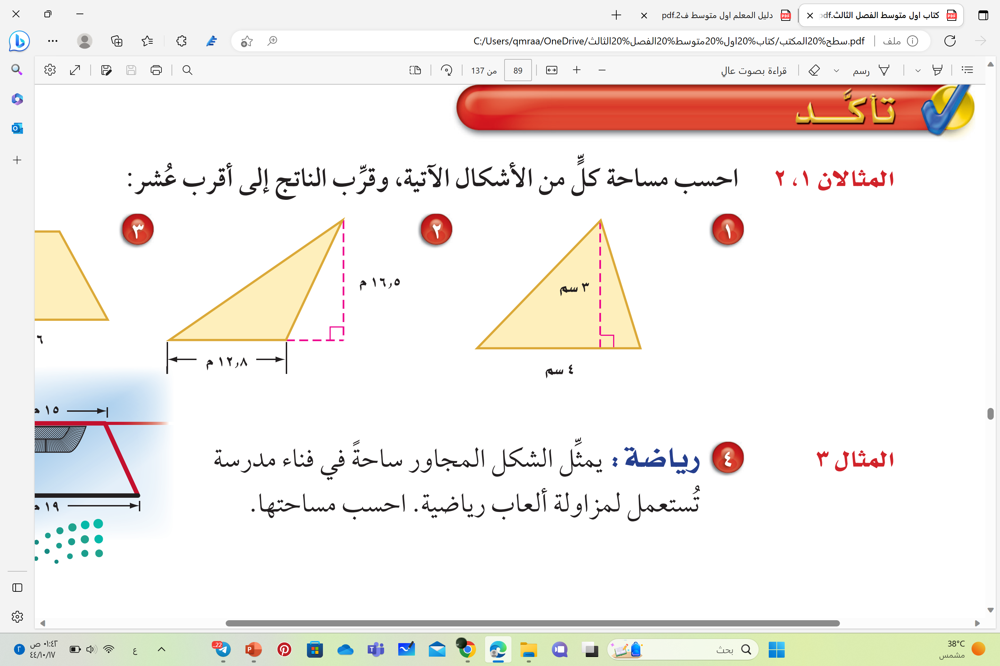 كتاب اول متوسط الفصل الثالث.pdf
دليل المعلم اول متوسط ف2.pdf
ملف
C:/Users/qmraa/OneDrive/سطح%20المكتب/كتاب%20اول%20متوسط%20الفصل%20الثالث.pdf
رسم
قراءة بصوت عالٍ
89
من 137
تأكَّد
المثالان ١، ٢
احسب مساحة كلٍّ من الأشكال الآتية، وقرِّب الناتج إلى أقرب عُشر:
١
٣ سم
٤ سم
٢
١٦٫٥ م
١٢٫٨ م
٣
٦
المثال ٣
٤ رياضة: يمثِّل الشكل المجاور ساحةً في فناء مدرسة
تُستعمل لمزاولة ألعاب رياضية. احسب مساحتها.
١٥
١٩
38°C
مشمس
بحث
22..
ع
٠١:٤٣ ص
٤٤/١٠/١٧
٢